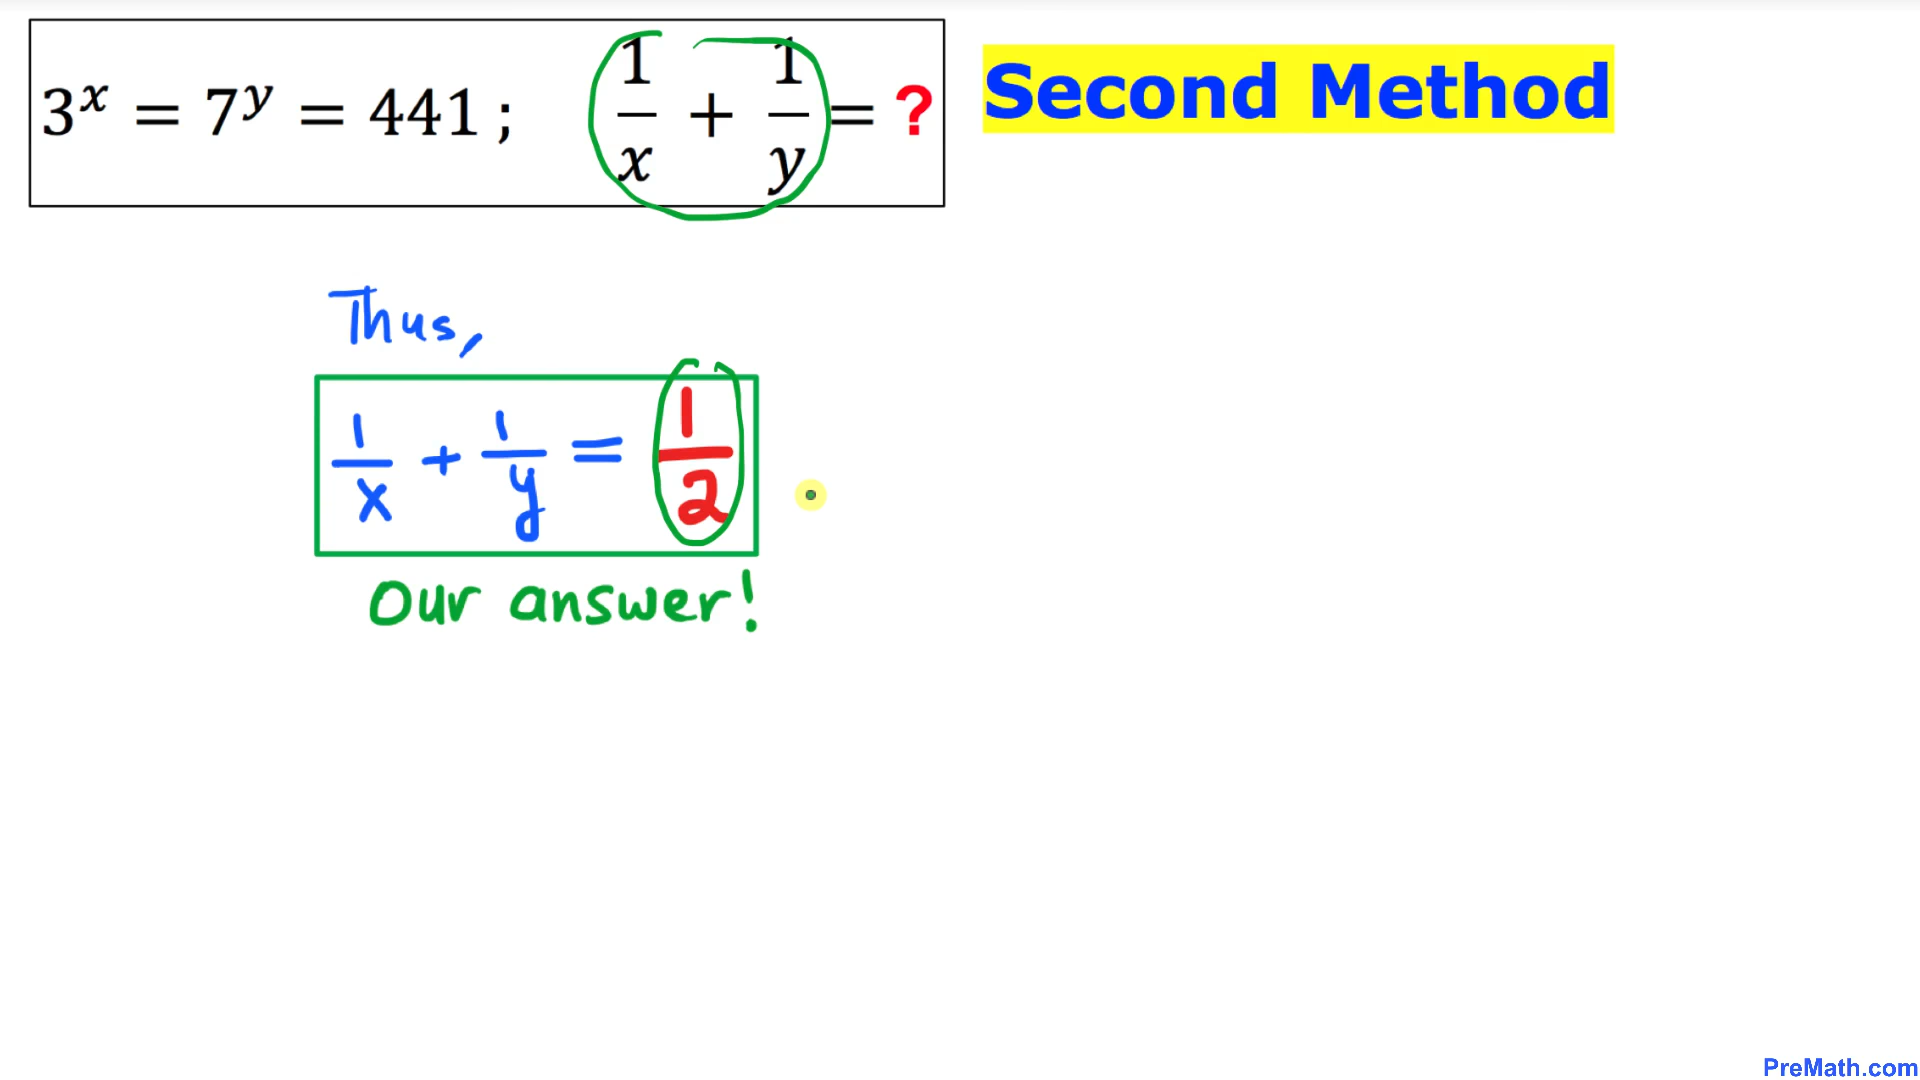 3^x = 7^y = 441 ; 1/x + 1/y = ?
Second Method
Thus,
1/x + 1/y = 1/2
Our answer!
PreMath.com